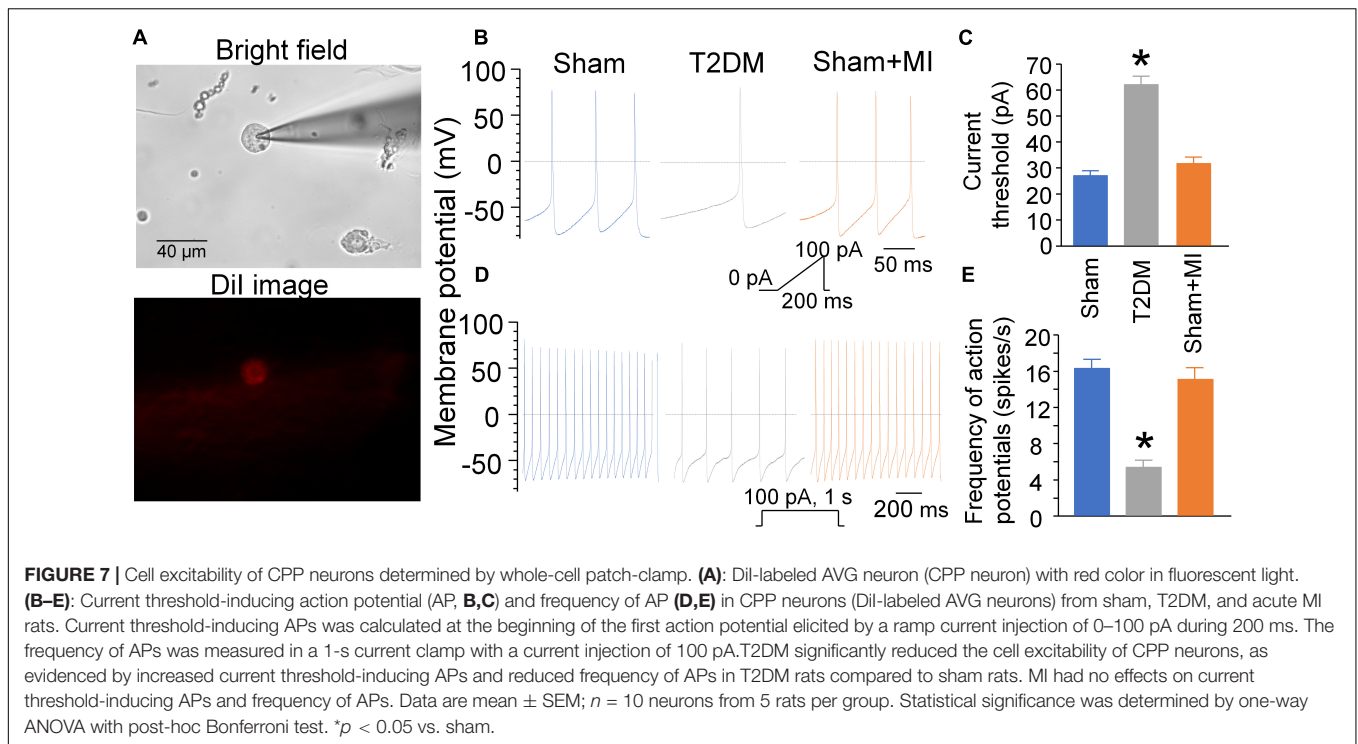 A
Bright field
40 µm
DiI image
B
Sham T2DM Sham+MI
Membrane potential (mV)
100
50
0
-50
0 pA
100 pA
200 ms
50 ms
C
Current
threshold (pA)
70
60
50
40
30
20
10
0
*
Sham
T2DM
Sham+MI
D
100
50
0
-50
100 pA, 1 s
200 ms
E
Frequency of action
potentials (spikes/s)
20
16
12
8
4
0
*
FIGURE 7 | Cell excitability of CPP neurons determined by whole-cell patch-clamp. (A): DiI-labeled AVG neuron (CPP neuron) with red color in fluorescent light.
(B–E): Current threshold-inducing action potential (AP, B,C) and frequency of AP (D,E) in CPP neurons (DiI-labeled AVG neurons) from sham, T2DM, and acute MI
rats. Current threshold-inducing APs was calculated at the beginning of the first action potential elicited by a ramp current injection of 0–100 pA during 200 ms. The
frequency of APs was measured in a 1-s current clamp with a current injection of 100 pA.T2DM significantly reduced the cell excitability of CPP neurons, as
evidenced by increased current threshold-inducing APs and reduced frequency of APs in T2DM rats compared to sham rats. MI had no effects on current
threshold-inducing APs and frequency of APs. Data are mean ± SEM; n = 10 neurons from 5 rats per group. Statistical significance was determined by one-way
ANOVA with post-hoc Bonferroni test. *p < 0.05 vs. sham.